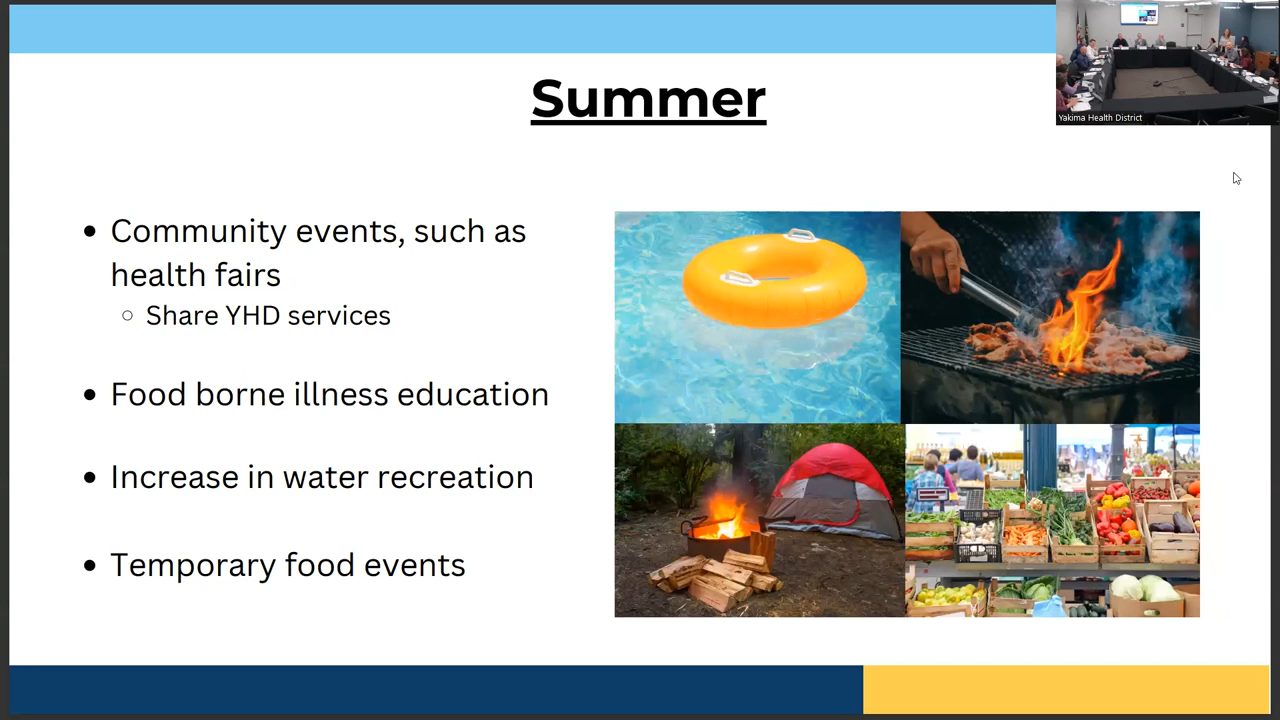 Summer
Yakima Health District
• Community events, such as
health fairs
○ Share YHD services
• Food borne illness education
• Increase in water recreation
• Temporary food events